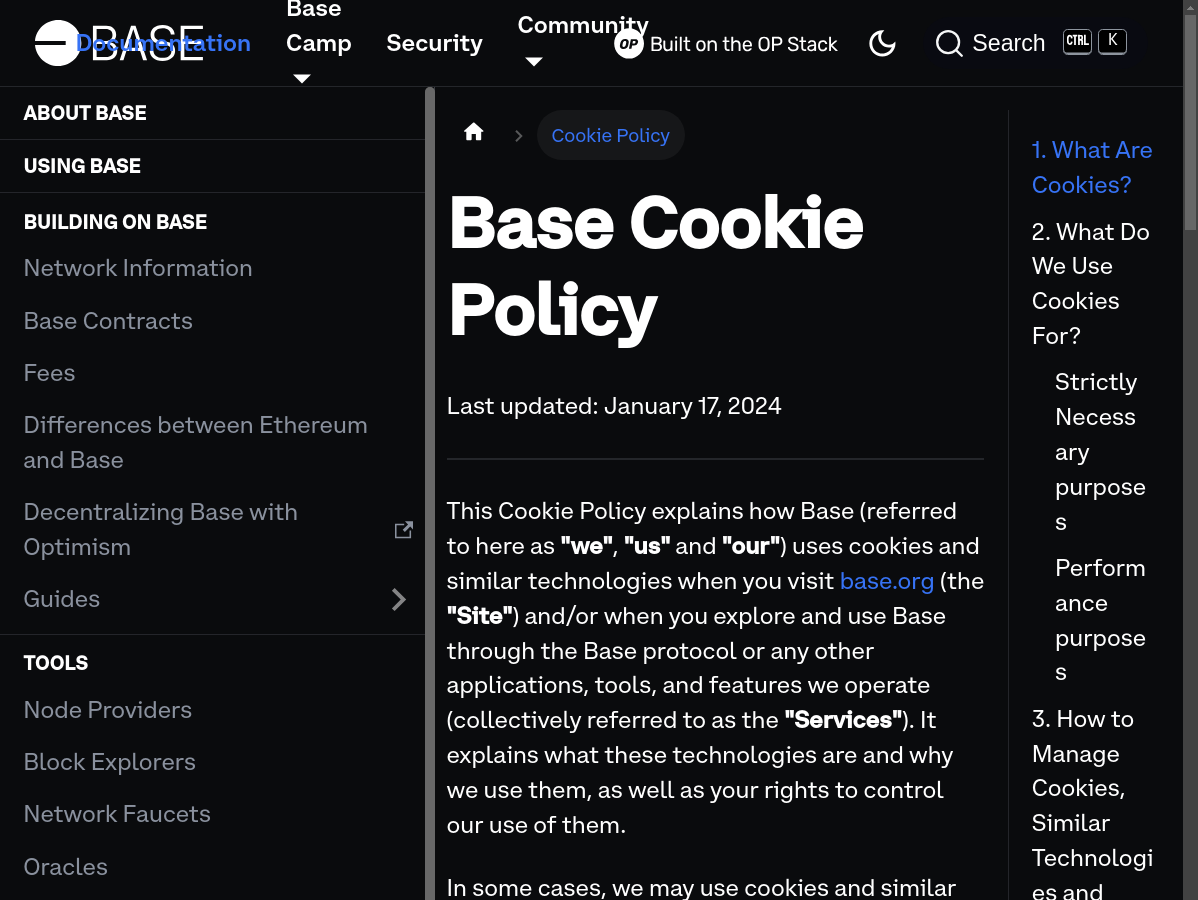 BASE
Documentation
Base
Camp
Security
Community
OP
Built on the OP Stack
Search
CTRL
K
ABOUT BASE
USING BASE
BUILDING ON BASE
Network Information
Base Contracts
Fees
Differences between Ethereum
and Base
Decentralizing Base with
Optimism
Guides
TOOLS
Node Providers
Block Explorers
Network Faucets
Oracles
Cookie Policy
Base Cookie
Policy
Last updated: January 17, 2024
This Cookie Policy explains how Base (referred
to here as "we", "us" and "our") uses cookies and
similar technologies when you visit base.org (the
"Site") and/or when you explore and use Base
through the Base protocol or any other
applications, tools, and features we operate
(collectively referred to as the "Services"). It
explains what these technologies are and why
we use them, as well as your rights to control
our use of them.
In some cases, we may use cookies and similar
1. What Are
Cookies?
2. What Do
We Use
Cookies
For?
Strictly
Necess
ary
purpose
s
Perform
ance
purpose
s
3. How to
Manage
Cookies,
Similar
Technologi
es and